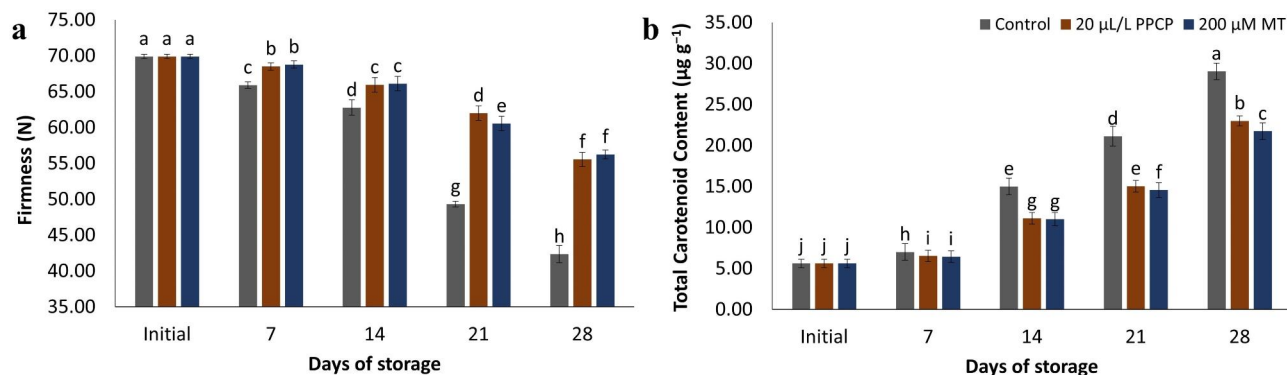 a
Firmness (N)
75.00
70.00
65.00
60.00
55.00
50.00
45.00
40.00
35.00
a a a
c b b
d c c
g d e
h f f
Initial 7 14 21 28
Days of storage
b
Control 20 µL/L PPCP 200 µM MT
Total Carotenoid Content (µg g⁻¹)
35.00
30.00
25.00
20.00
15.00
10.00
5.00
0.00
j j j
h i i
e g g
d e f
a b c
Initial 7 14 21 28
Days of storage